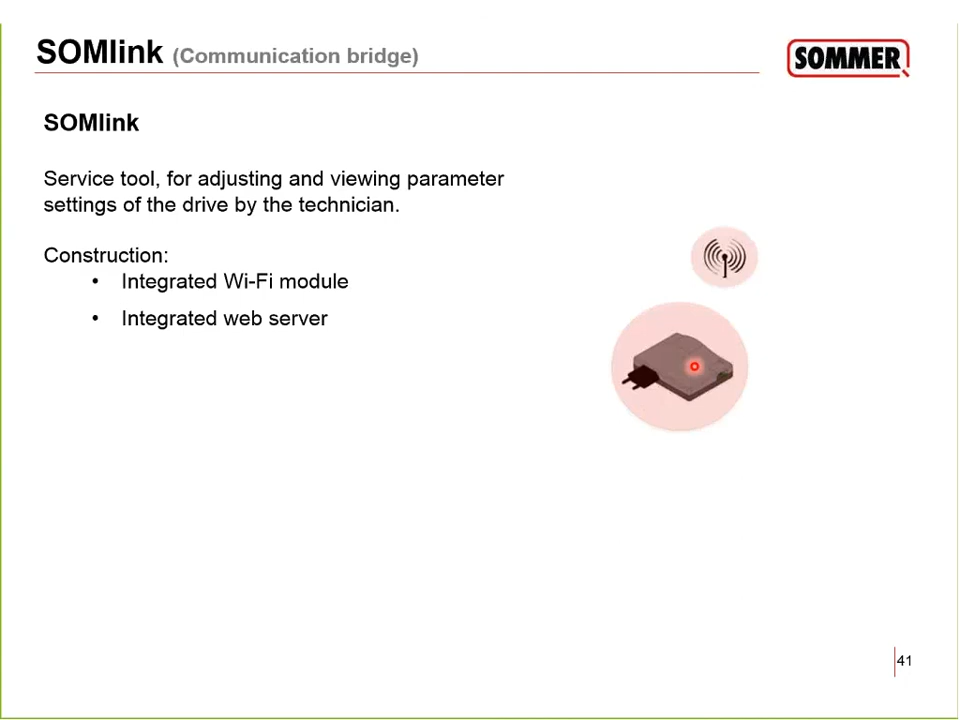 SOMlink (Communication bridge)
SOMMER
SOMlink
Service tool, for adjusting and viewing parameter
settings of the drive by the technician.
Construction:
• Integrated Wi-Fi module
• Integrated web server
41